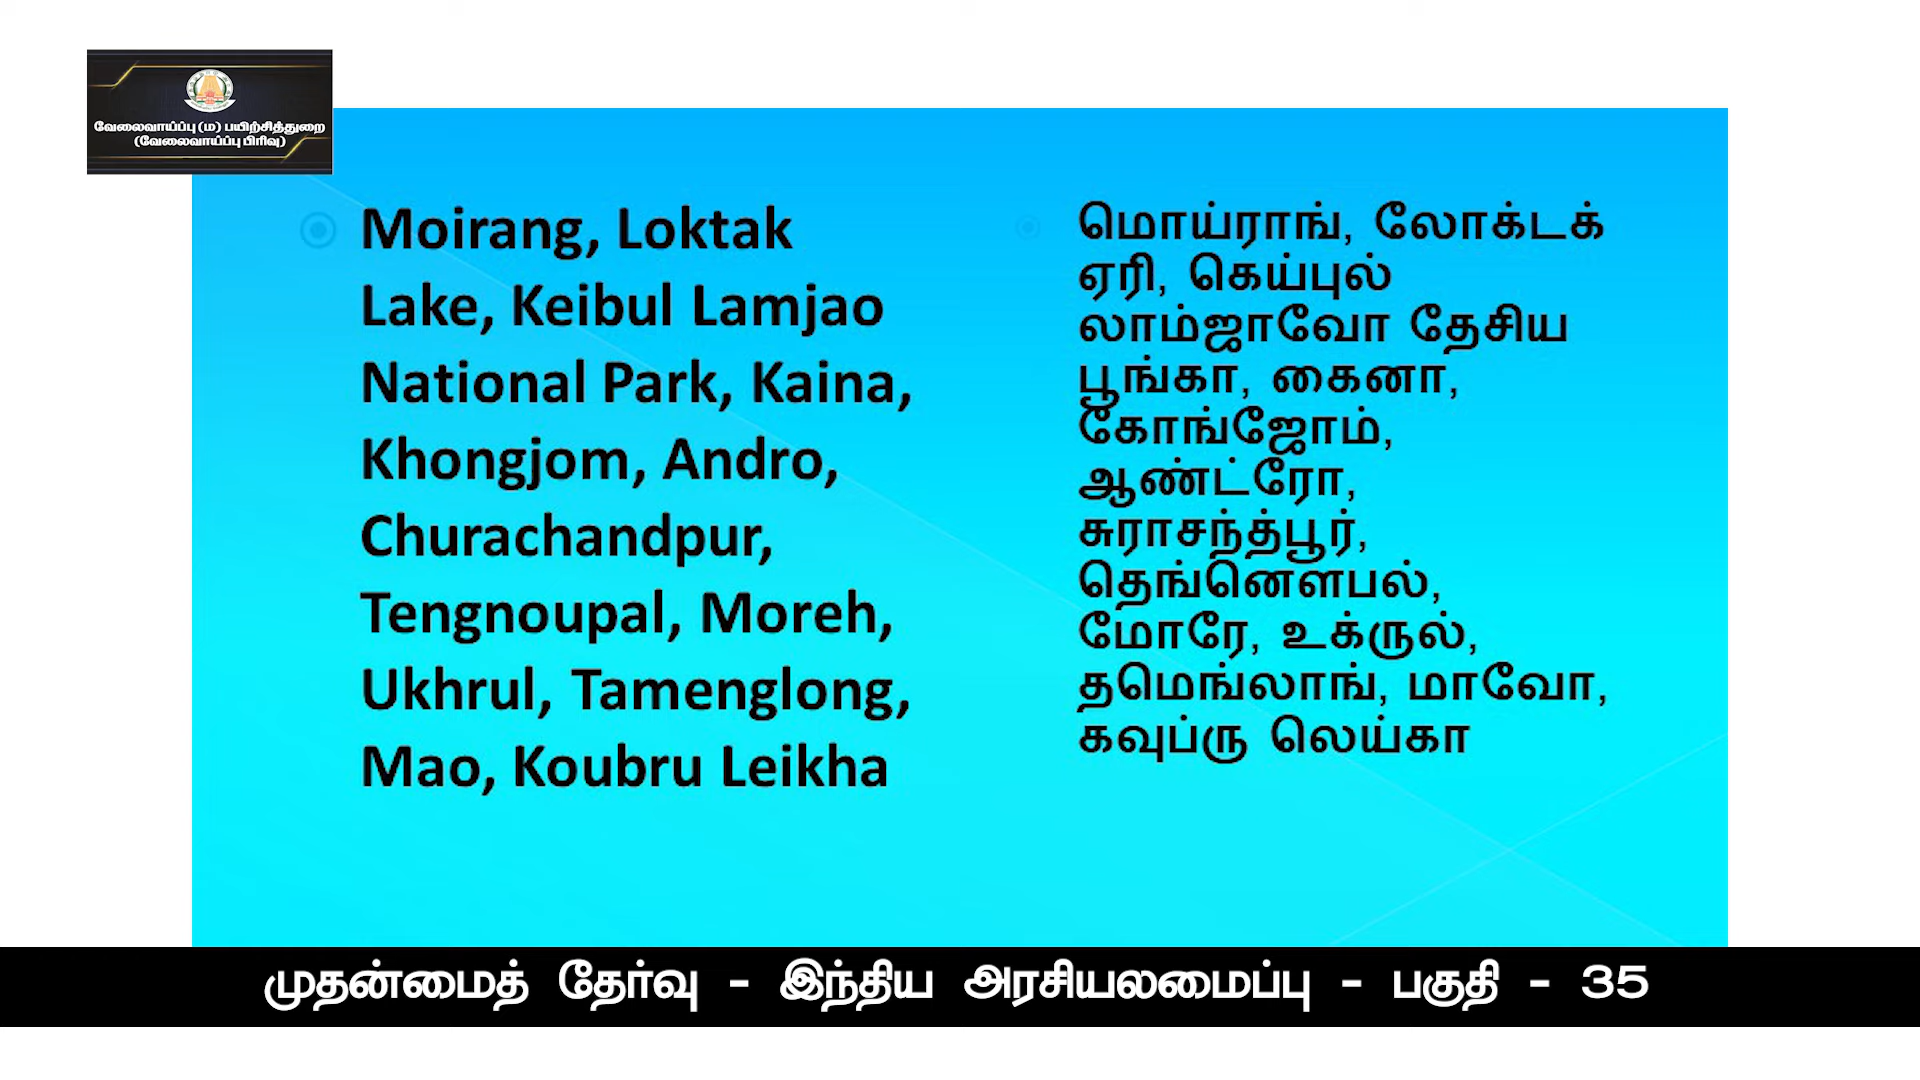 வேலைவாய்ப்பு (ம) பயிற்சித்துறை
(வேலைவாய்ப்பு பிரிவு)
Moirang, Loktak
Lake, Keibul Lamjao
National Park, Kaina,
Khongjom, Andro,
Churachandpur,
Tengnoupal, Moreh,
Ukhrul, Tamenglong,
Mao, Koubru Leikha
மொய்ராங், லோக்டக்
ஏரி, கெய்புல்
லாம்ஜாவோ தேசிய
பூங்கா, கைனா,
கோங்ஜோம்,
ஆண்ட்ரோ,
சுராசந்த்பூர்,
தெங்னௌபல்,
மோரே, உக்ருல்,
தமெங்லாங், மாவோ,
கவுப்ரு லெய்கா
முதன்மைத் தேர்வு - இந்திய அரசியலமைப்பு - பகுதி - 35